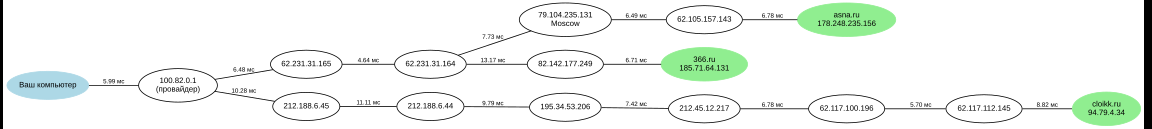 Ваш компьютер
5.99 мс
100.82.0.1
(провайдер)
6.48 мс
62.231.31.165
4.64 мс
62.231.31.164
7.73 мс
79.104.235.131
Moscow
6.49 мс
62.105.157.143
6.78 мс
asna.ru
178.248.235.156
13.17 мс
82.142.177.249
6.71 мс
366.ru
185.71.64.131
10.28 мс
212.188.6.45
11.11 мс
212.188.6.44
9.79 мс
195.34.53.206
7.42 мс
212.45.12.217
6.78 мс
62.117.100.196
5.70 мс
62.117.112.145
8.82 мс
cloikk.ru
94.79.4.34